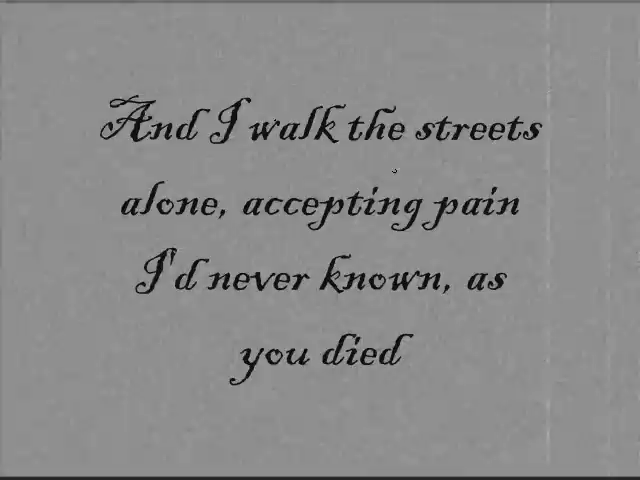 And I walk the streets
alone, accepting pain
I'd never known, as
you died